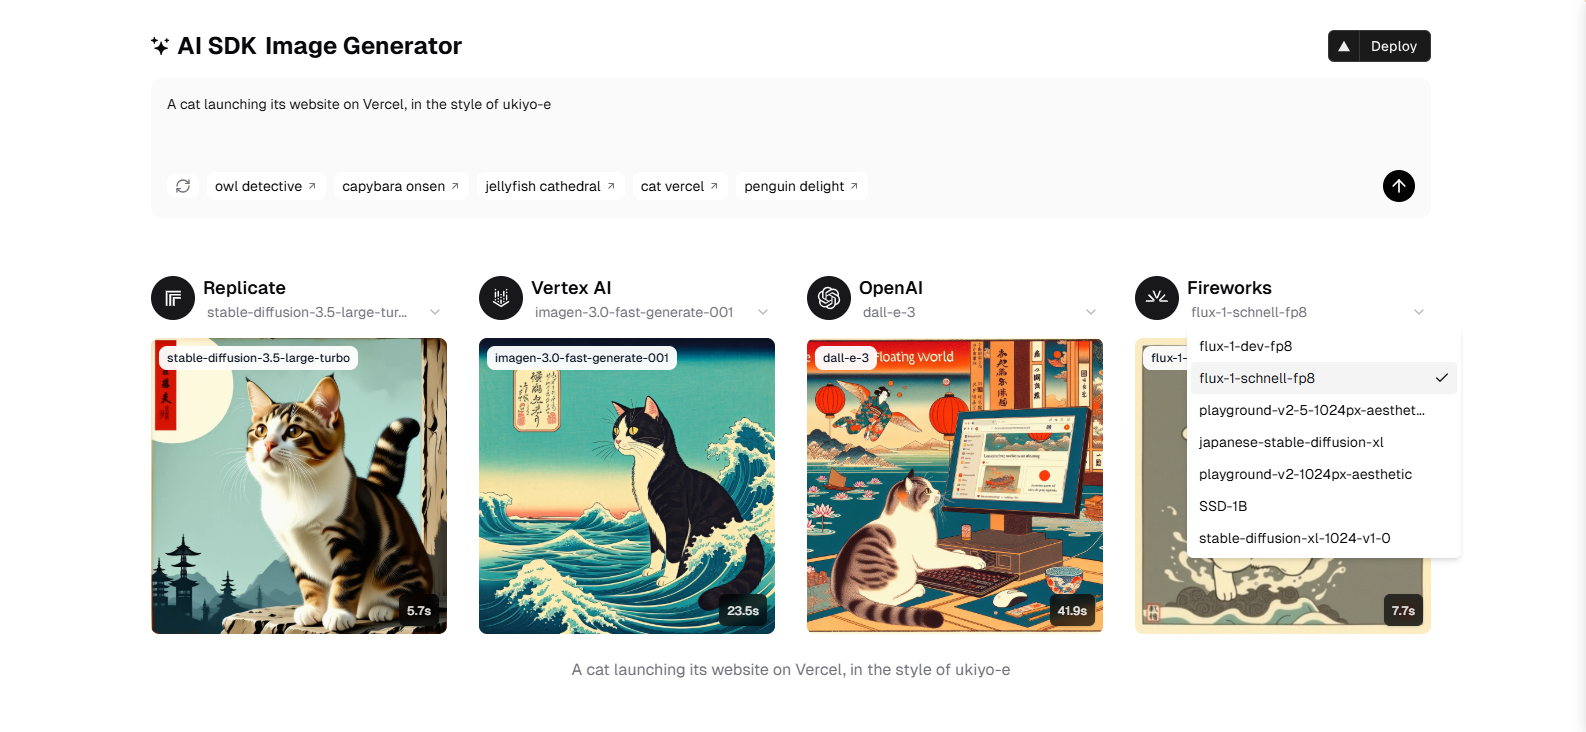 AI SDK Image Generator
Deploy
A cat launching its website on Vercel, in the style of ukiyo-e
owl detective
capybara onsen
jellyfish cathedral
cat vercel
penguin delight
Replicate
stable-diffusion-3.5-large-tur...
Vertex AI
imagen-3.0-fast-generate-001
OpenAI
dall-e-3
Fireworks
flux-1-schnell-fp8
stable-diffusion-3.5-large-turbo
5.7s
imagen-3.0-fast-generate-001
23.5s
dall-e-3
Floating World
41.9s
flux-1-
flux-1-dev-fp8
flux-1-schnell-fp8
playground-v2-5-1024px-aesthet...
japanese-stable-diffusion-xl
playground-v2-1024px-aesthetic
SSD-1B
stable-diffusion-xl-1024-v1-0
7.7s
A cat launching its website on Vercel, in the style of ukiyo-e